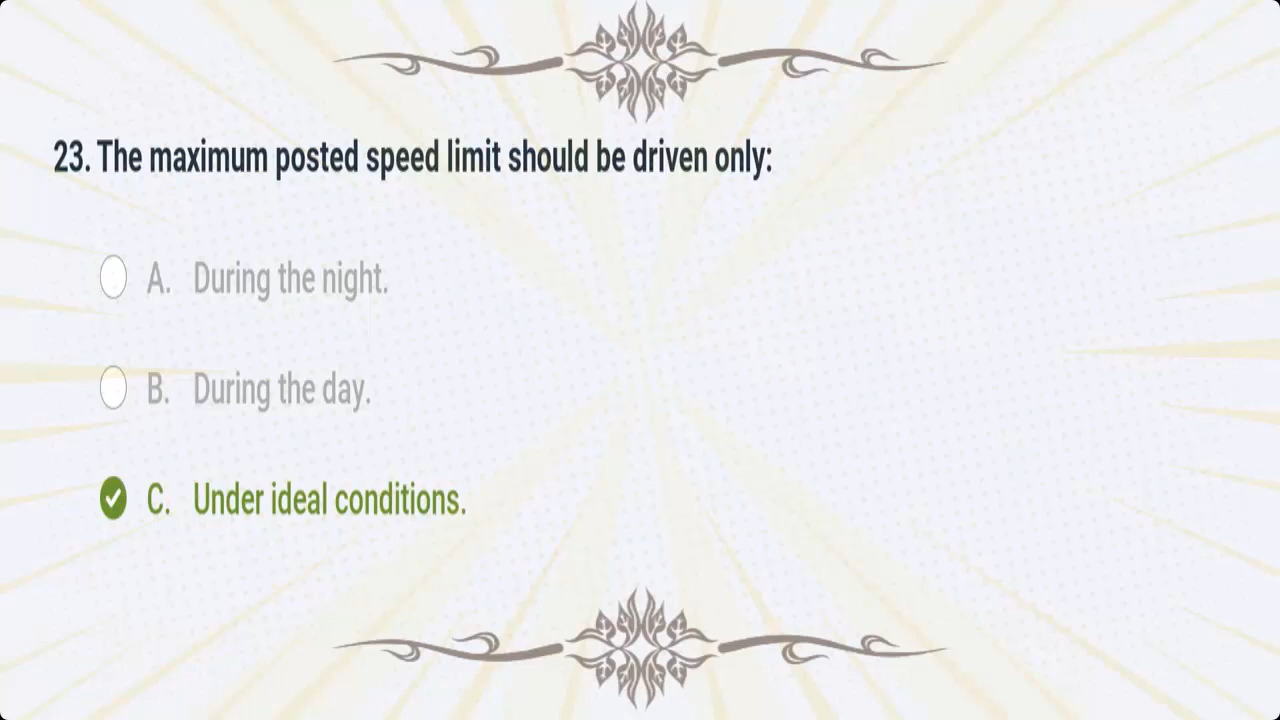 23. The maximum posted speed limit should be driven only:
A. During the night.
B. During the day.
C. Under ideal conditions.